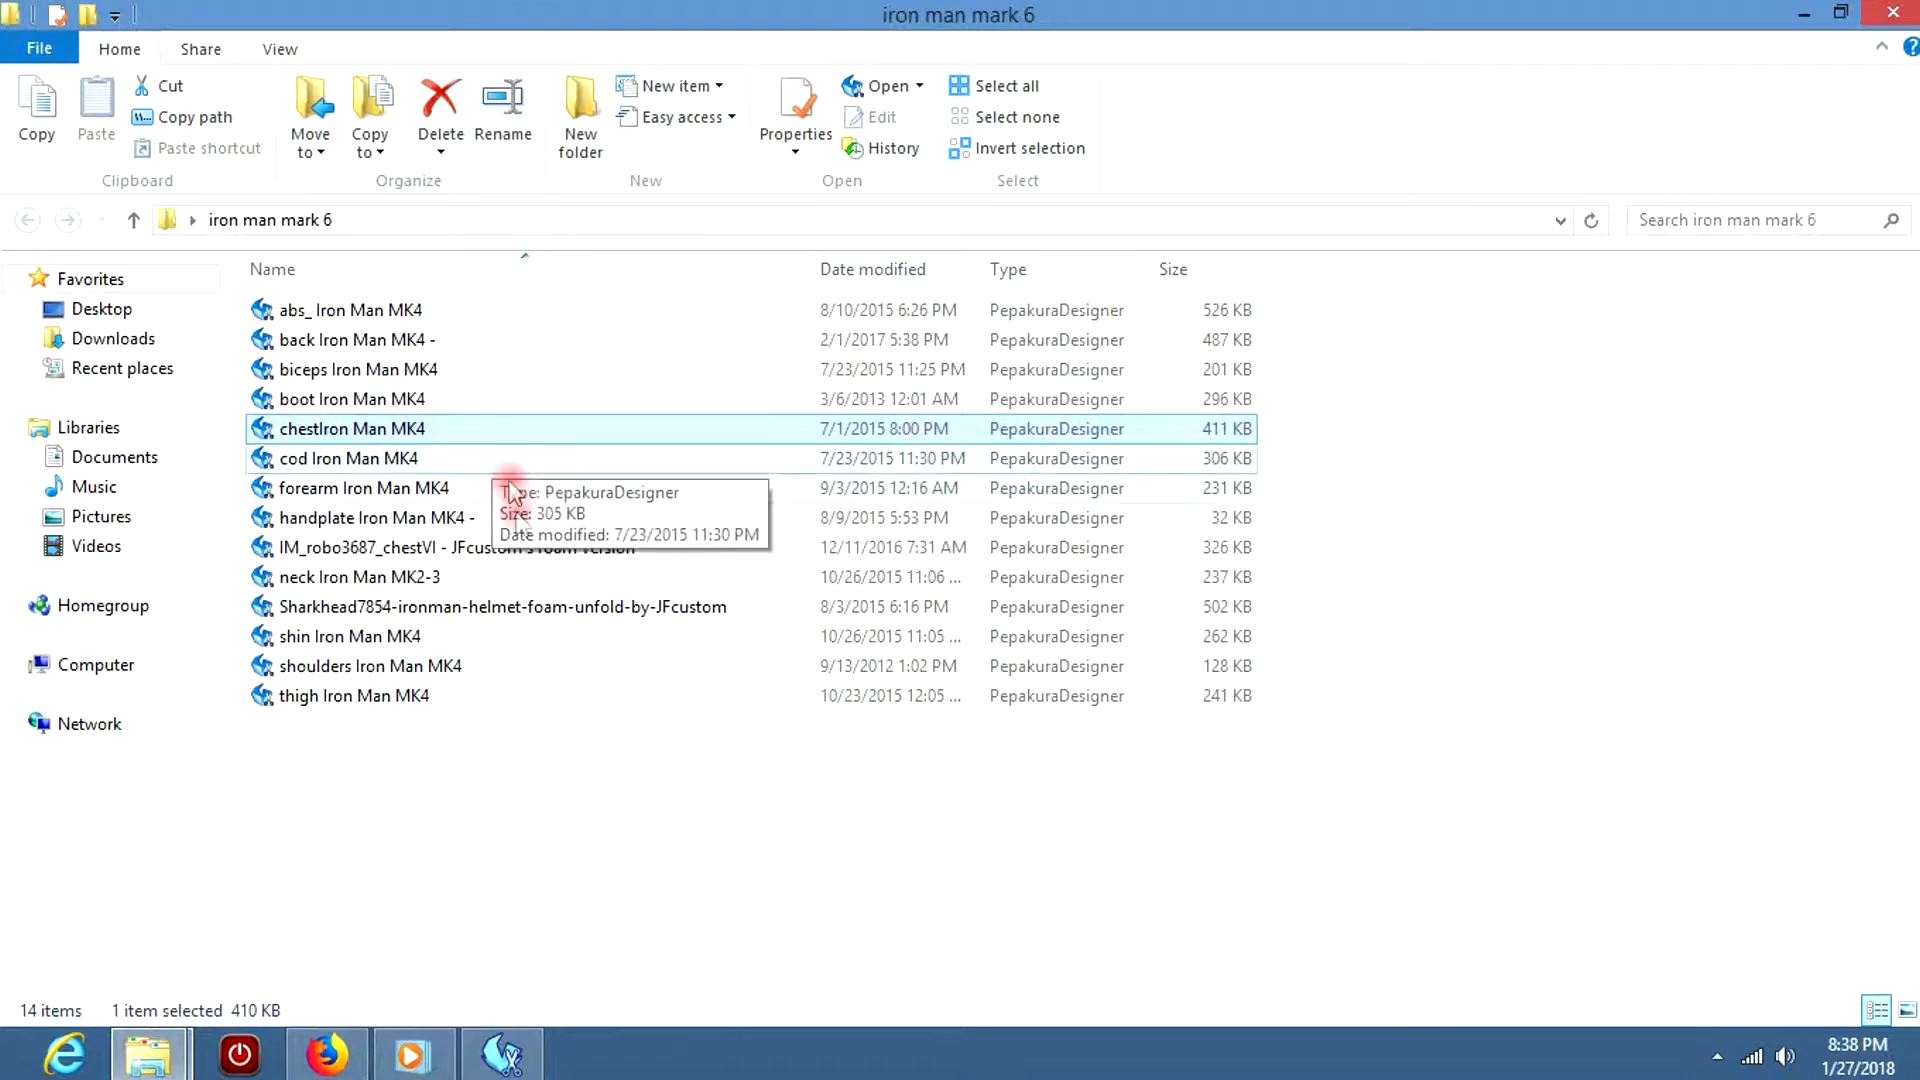 iron man mark 6
File Home Share View
Copy
Paste
Cut
Copy path
Paste shortcut
Clipboard
Move to
Copy to
Delete
Rename
Organize
New folder
New item
Easy access
New
Properties
Open
Edit
History
Open
Select all
Select none
Invert selection
Select
iron man mark 6
Search iron man mark 6
Favorites
Desktop
Downloads
Recent places
Libraries
Documents
Music
Pictures
Videos
Homegroup
Computer
Network
Name Date modified Type Size
abs_ Iron Man MK4 8/10/2015 6:26 PM PepakuraDesigner 526 KB
back Iron Man MK4 - 2/1/2017 5:38 PM PepakuraDesigner 487 KB
biceps Iron Man MK4 7/23/2015 11:25 PM PepakuraDesigner 201 KB
boot Iron Man MK4 3/6/2013 12:01 AM PepakuraDesigner 296 KB
chestIron Man MK4 7/1/2015 8:00 PM PepakuraDesigner 411 KB
cod Iron Man MK4 7/23/2015 11:30 PM PepakuraDesigner 306 KB
forearm Iron Man MK4 9/3/2015 12:16 AM PepakuraDesigner 231 KB
handplate Iron Man MK4 - 8/9/2015 5:53 PM PepakuraDesigner 32 KB
IM_robo3687_chestVI - JFcustom's foam version 12/11/2016 7:31 AM PepakuraDesigner 326 KB
neck Iron Man MK2-3 10/26/2015 11:06 ... PepakuraDesigner 237 KB
Sharkhead7854-ironman-helmet-foam-unfold-by-JFcustom 8/3/2015 6:16 PM PepakuraDesigner 502 KB
shin Iron Man MK4 10/26/2015 11:05 ... PepakuraDesigner 262 KB
shoulders Iron Man MK4 9/13/2012 1:02 PM PepakuraDesigner 128 KB
thigh Iron Man MK4 10/23/2015 12:05 ... PepakuraDesigner 241 KB
Type: PepakuraDesigner
Size: 305 KB
Date modified: 7/23/2015 11:30 PM
14 items 1 item selected 410 KB
8:38 PM
1/27/2018